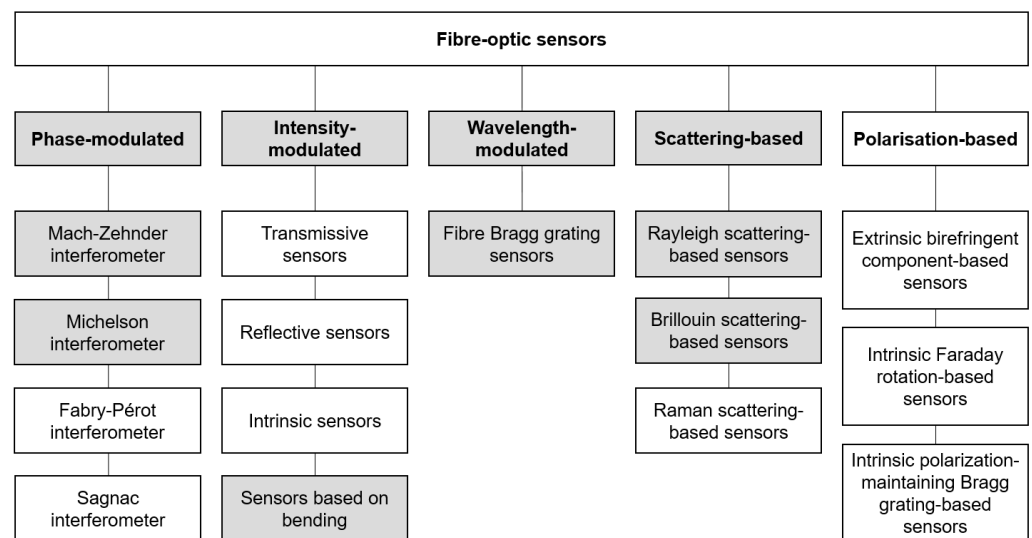 Fibre-optic sensors
Phase-modulated
Intensity-
modulated
Wavelength-
modulated
Scattering-based
Polarisation-based
Mach-Zehnder
interferometer
Michelson
interferometer
Fabry-Pérot
interferometer
Sagnac
interferometer
Transmissive
sensors
Reflective sensors
Intrinsic sensors
Sensors based on
bending
Fibre Bragg grating
sensors
Rayleigh scattering-
based sensors
Brillouin scattering-
based sensors
Raman scattering-
based sensors
Extrinsic birefringent
component-based
sensors
Intrinsic Faraday
rotation-based
sensors
Intrinsic polarization-
maintaining Bragg
grating-based
sensors